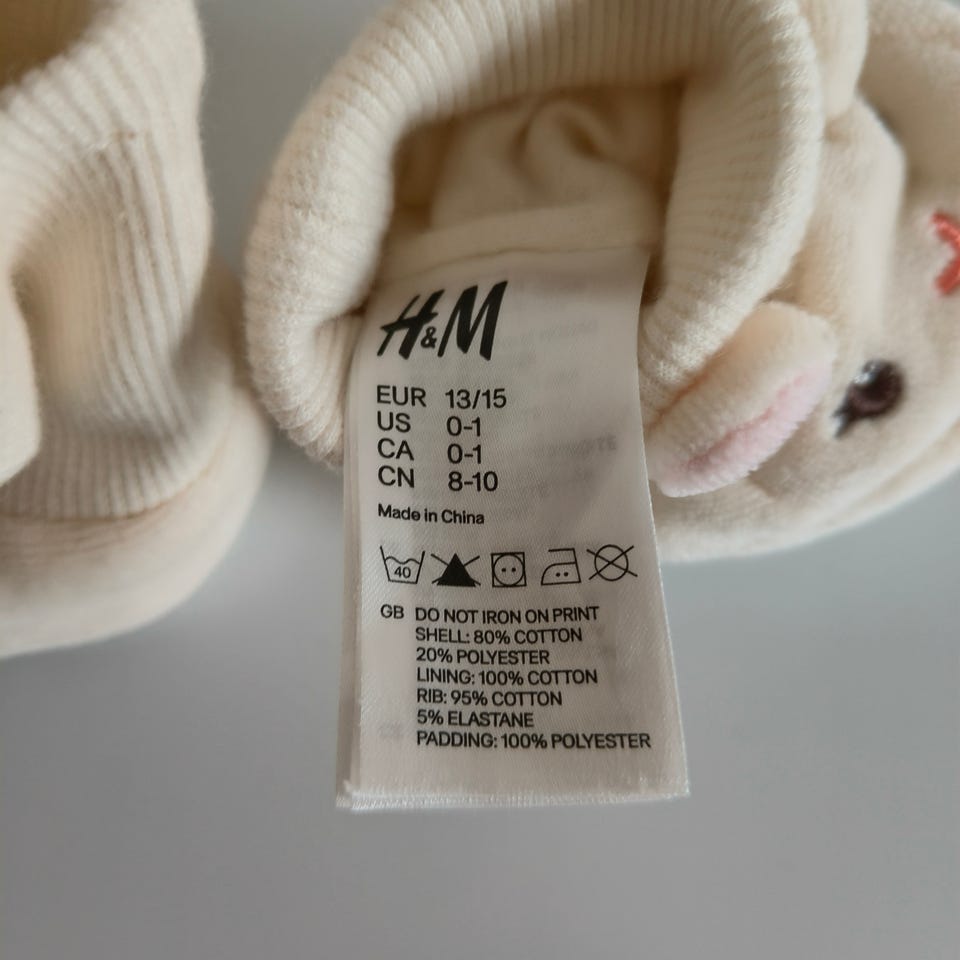 H&M
EUR 13/15
US 0-1
CA 0-1
CN 8-10
Made in China
40
GB DO NOT IRON ON PRINT
SHELL: 80% COTTON
20% POLYESTER
LINING: 100% COTTON
RIB: 95% COTTON
5% ELASTANE
PADDING: 100% POLYESTER